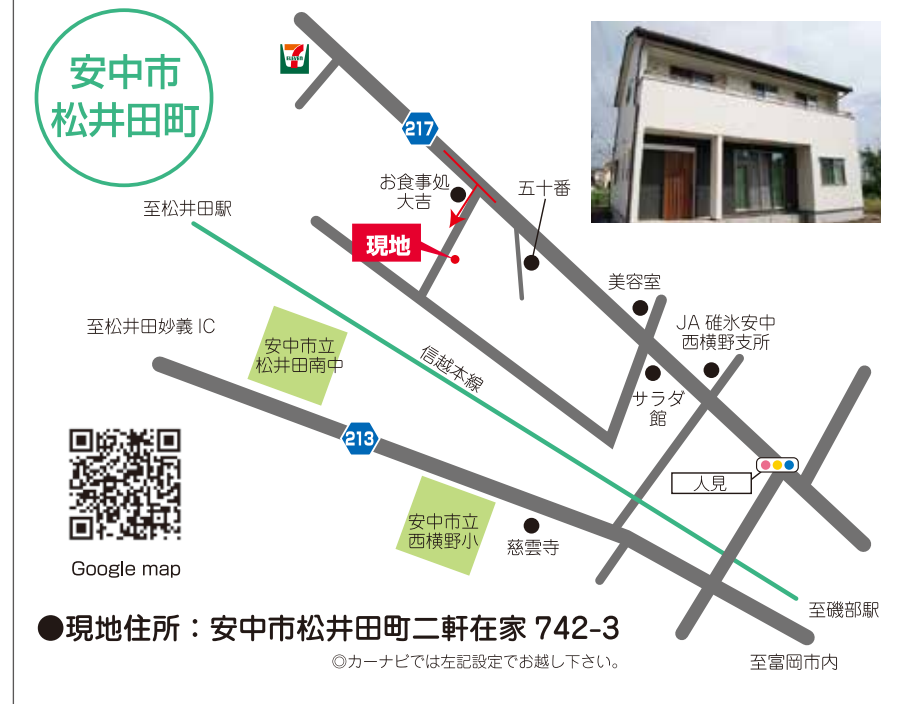 安中市
松井田町
7
ELEVEN
217
お食事処
大吉
五十番
至松井田駅
現地
美容室
JA 碓氷安中
西横野支所
至松井田妙義 IC
安中市立
松井田南中
信越本線
サラダ
館
213
人見
安中市立
西横野小
慈雲寺
Google map
至磯部駅
●現地住所：安中市松井田町二軒在家 742-3
◎カーナビでは左記設定でお越し下さい。
至富岡市内